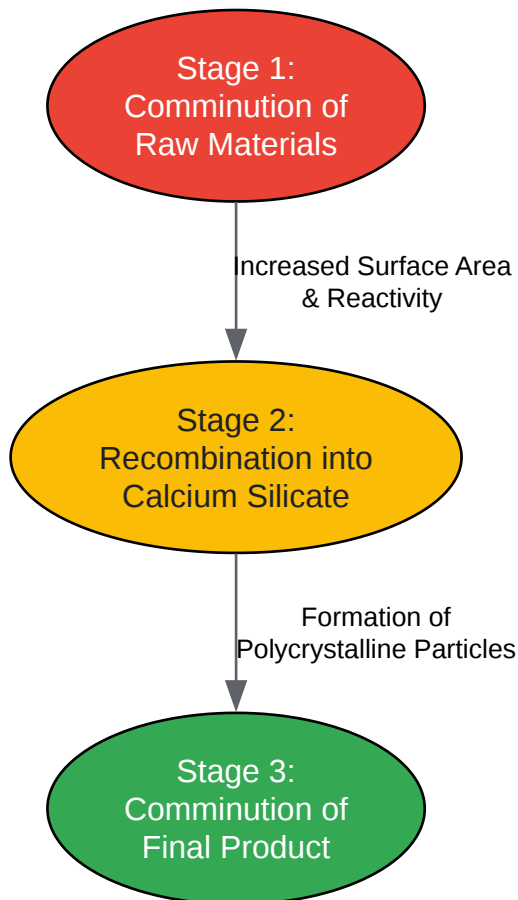 Stage 1:
Comminution of
Raw Materials
Increased Surface Area
& Reactivity
Stage 2:
Recombination into
Calcium Silicate
Formation of
Polycrystalline Particles
Stage 3:
Comminution of
Final Product